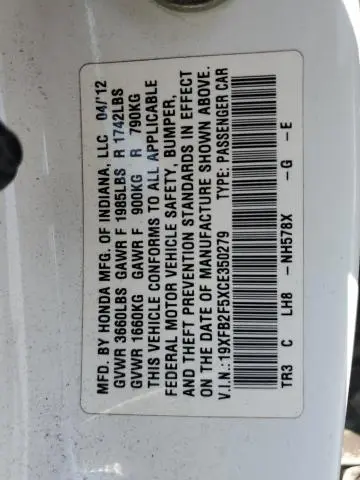 MFD. BY HONDA MFG. OF INDIANA, LLC 04/'12
GVWR 3660LBS GAWR F 1985LBS R 1742LBS
GVWR 1660KG GAWR F 900KG R 790KG
THIS VEHICLE CONFORMS TO ALL APPLICABLE
FEDERAL MOTOR VEHICLE SAFETY, BUMPER,
AND THEFT PREVENTION STANDARDS IN EFFECT
ON THE DATE OF MANUFACTURE SHOWN ABOVE.
V.I.N.:19XFB2F5XCE350279 TYPE: PASSENGER CAR
TR3 C LH8 -NH578X -G -E